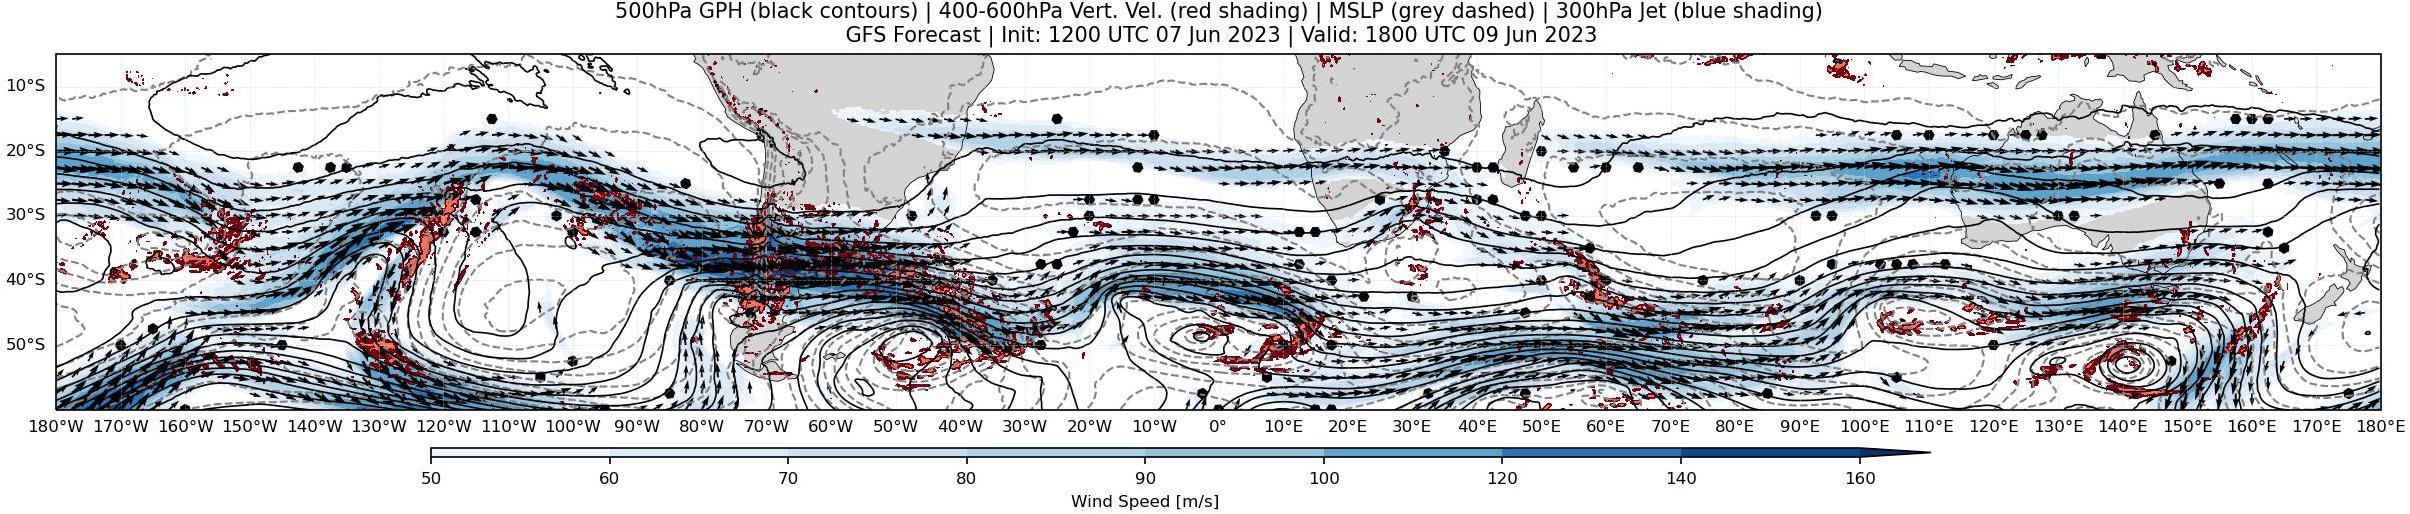 500hPa GPH (black contours) | 400-600hPa Vert. Vel. (red shading) | MSLP (grey dashed) | 300hPa Jet (blue shading)
GFS Forecast | Init: 1200 UTC 07 Jun 2023 | Valid: 1800 UTC 09 Jun 2023
10°S
20°S
30°S
40°S
50°S
180°W 170°W 160°W 150°W 140°W 130°W 120°W 110°W 100°W 90°W 80°W 70°W 60°W 50°W 40°W 30°W 20°W 10°W 0° 10°E 20°E 30°E 40°E 50°E 60°E 70°E 80°E 90°E 100°E 110°E 120°E 130°E 140°E 150°E 160°E 170°E 180°E
50 60 70 80 90 100 120 140 160
Wind Speed [m/s]